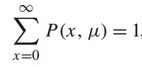 ∞
∑ P(x, μ) = 1,
x=0